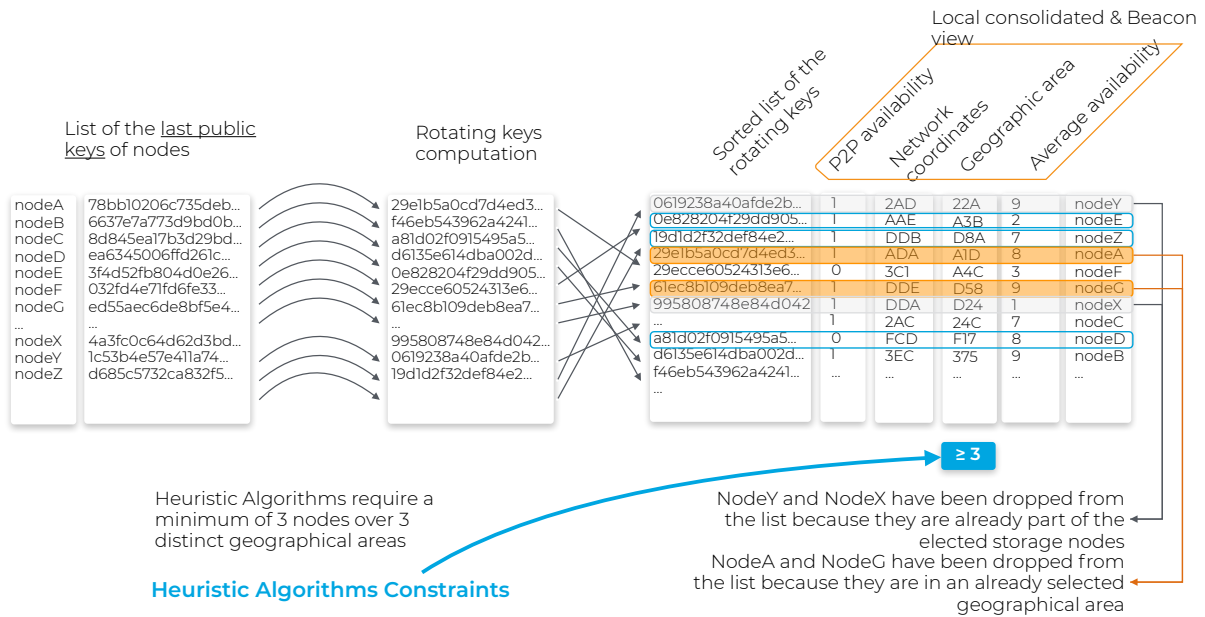 Local consolidated & Beacon
view
Sorted list of the
rotating keys
P2P availability
Network
coordinates
Geographic area
Average availability
List of the last public
keys of nodes
Rotating keys
computation
nodeA 78bb10206c735deb... 29e1b5a0cd7d4ed3... 0619238a40afde2b... 1 2AD 22A 9 nodeY
nodeB 6637e7a773d9bd0b... f46eb543962a4241... 0e828204f29dd905... 1 AAE A3B 2 nodeE
nodeC 8d845ea17b3d29bd... a81d02f0915495a5... 19d1d2f32def84e2... 1 DDB D8A 7 nodeZ
nodeD ea6345006ffd261c... d6135e614dba002d... 29e1b5a0cd7d4ed3... 1 ADA A1D 8 nodeA
nodeE 3f4d52fb804d0e26... 0e828204f29dd905... 29ecce60524313e6... 0 3C1 A4C 3 nodeF
nodeF 032fd4e71fd6fe33... 29ecce60524313e6... 61ec8b109deb8ea7... 1 DDE D58 9 nodeG
nodeG ed55aec6de8bf5e4... 61ec8b109deb8ea7... 995808748e84d042 1 DDA D24 1 nodeX
... ... ... ... 1 2AC 24C 7 nodeC
nodeX 4a3fc0c64d62d3bd... 995808748e84d042... a81d02f0915495a5... 0 FCD F17 8 nodeD
nodeY 1c53b4e57e411a74... 0619238a40afde2b... d6135e614dba002d... 1 3EC 375 9 nodeB
nodeZ d685c5732ca832f5... 19d1d2f32def84e2... f46eb543962a4241... ... ... ... ... ...
...
≥ 3
Heuristic Algorithms require a
minimum of 3 nodes over 3
distinct geographical areas
Heuristic Algorithms Constraints
NodeY and NodeX have been dropped from
the list because they are already part of the
elected storage nodes
NodeA and NodeG have been dropped from
the list because they are in an already selected
geographical area